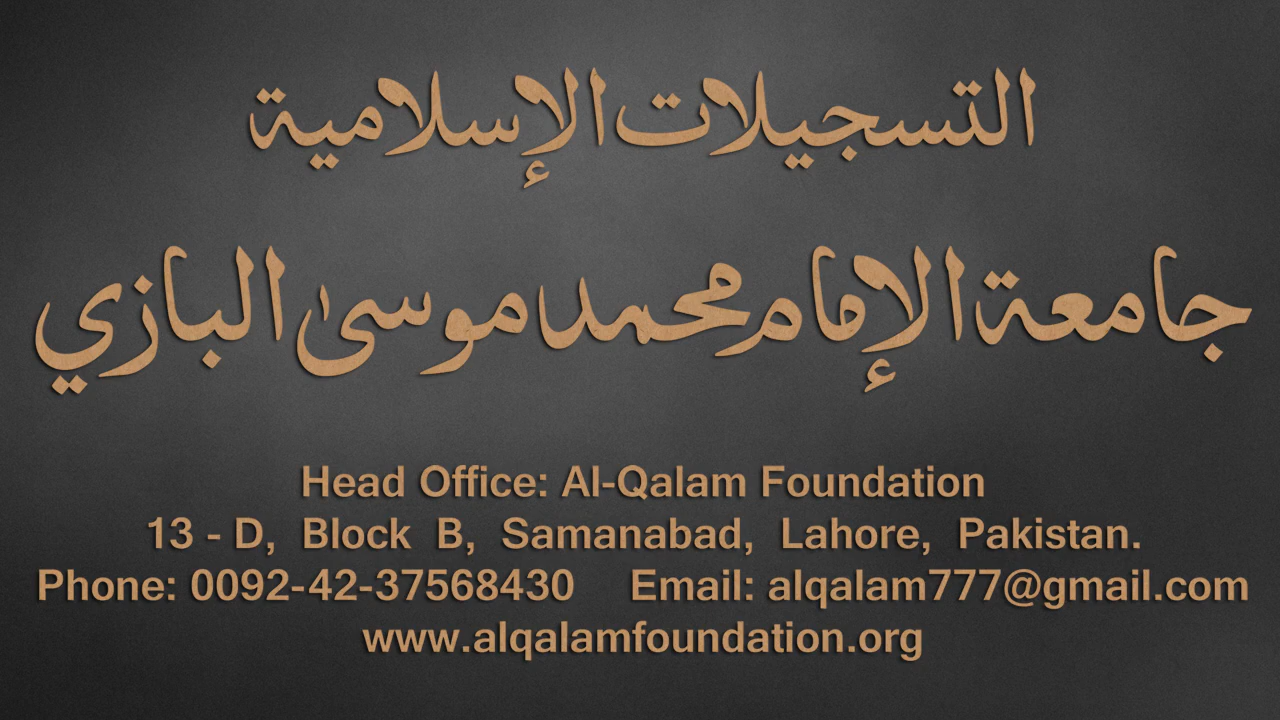 التسجيلات الإسلامية
جامعة الإمام محمد موسىٰ البازي
Head Office: Al-Qalam Foundation
13 - D, Block B, Samanabad, Lahore, Pakistan.
Phone: 0092-42-37568430 Email: alqalam777@gmail.com
www.alqalamfoundation.org